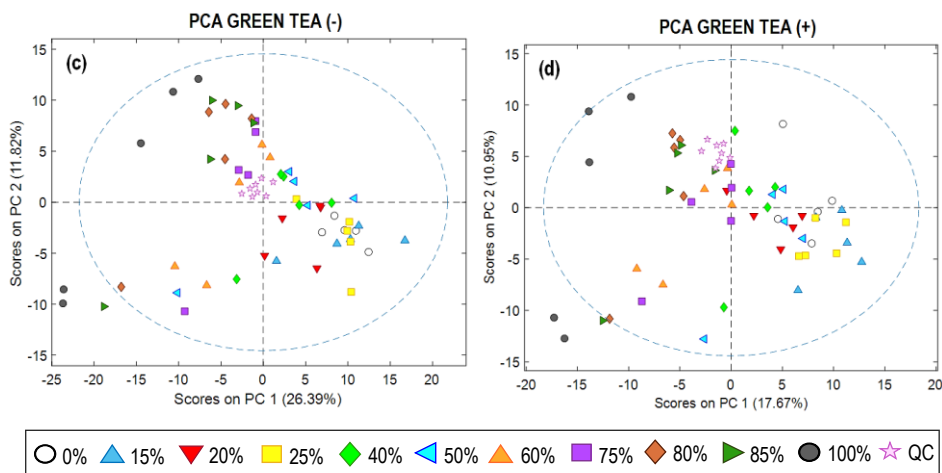 PCA GREEN TEA (-)
(c)
Scores on PC 2 (11.82%)
15
10
5
0
-5
-10
-15
-25 -20 -15 -10 -5 0 5 10 15 20
Scores on PC 1 (26.39%)
PCA GREEN TEA (+)
(d)
Scores on PC 2 (10.95%)
15
10
5
0
-5
-10
-15
-20 -15 -10 -5 0 5 10 15 20
Scores on PC 1 (17.67%)
0% 15% 20% 25% 40% 50% 60% 75% 80% 85% 100% QC